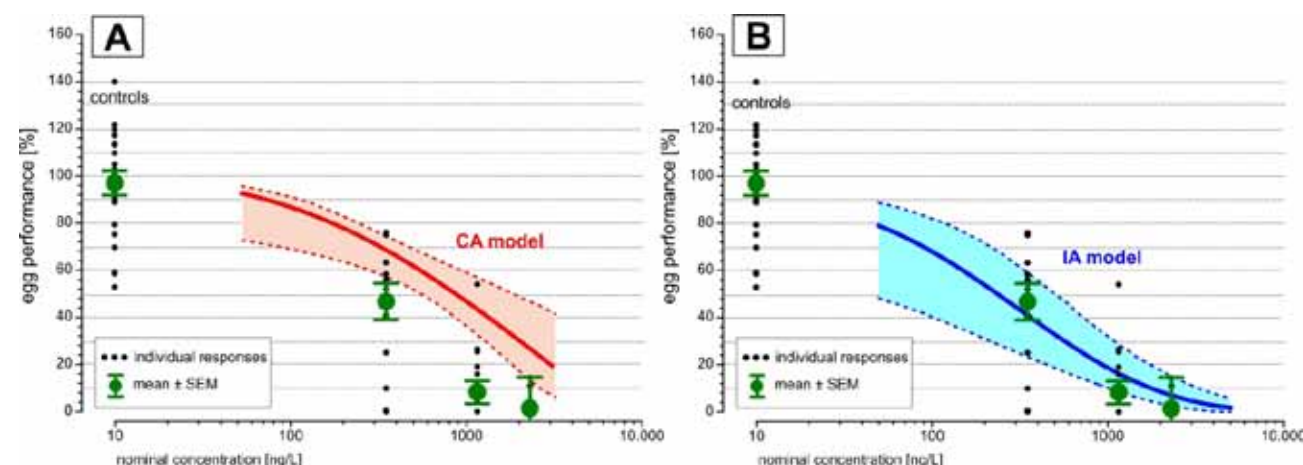 A
160
140
120
100
80
60
40
20
0
egg performance [%]
controls
CA model
individual responses
mean ± SEM
10
100
1000
10.000
nominal concentration [ng/L]
B
160
140
120
100
80
60
40
20
0
egg performance [%]
controls
IA model
individual responses
mean ± SEM
10
100
1000
10.000
nominal concentration [ng/L]